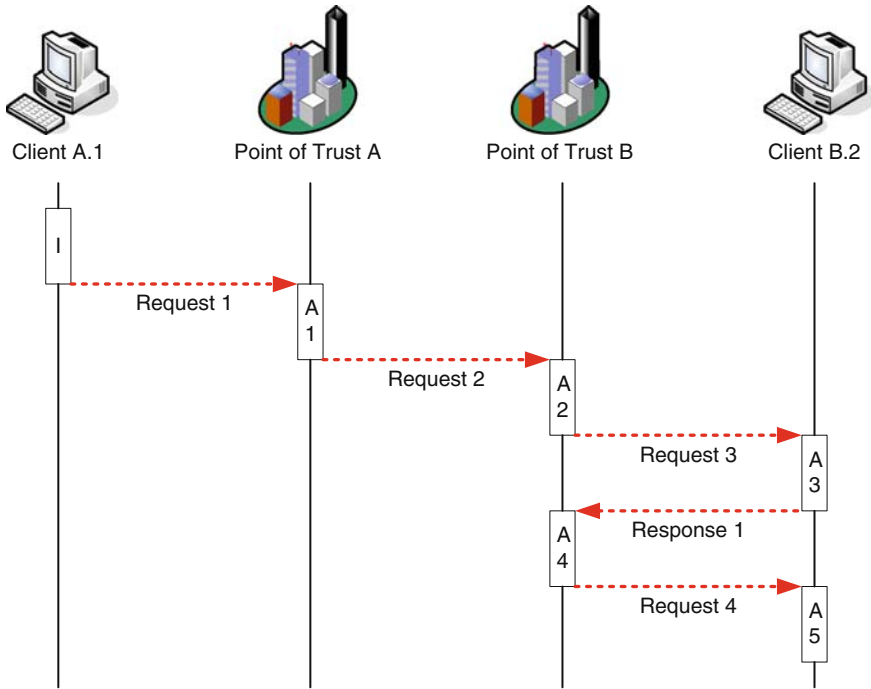 Client A.1
Point of Trust A
Point of Trust B
Client B.2
I
Request 1
A
1
Request 2
A
2
Request 3
A
3
Response 1
A
4
Request 4
A
5